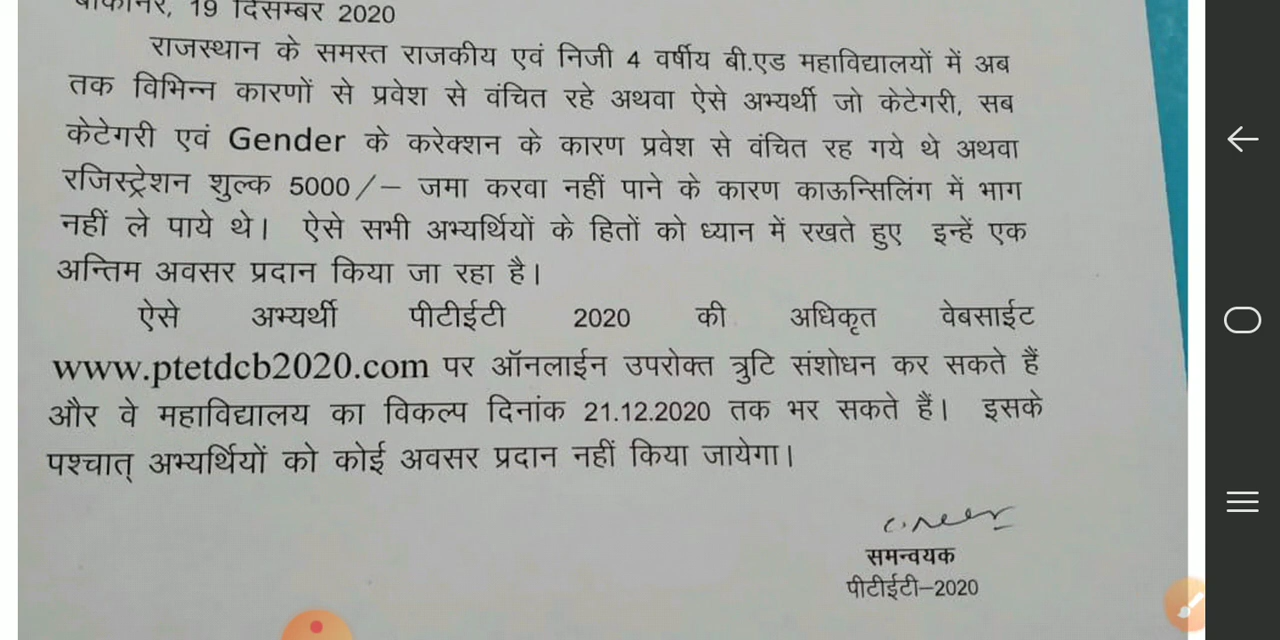 बीकानेर, 19 दिसम्बर 2020
राजस्थान के समस्त राजकीय एवं निजी 4 वर्षीय बी.एड महाविद्यालयों में अब
तक विभिन्न कारणों से प्रवेश से वंचित रहे अथवा ऐसे अभ्यर्थी जो केटेगरी, सब
केटेगरी एवं Gender के करेक्शन के कारण प्रवेश से वंचित रह गये थे अथवा
रजिस्ट्रेशन शुल्क 5000/– जमा करवा नहीं पाने के कारण काऊन्सिलिंग में भाग
नहीं ले पाये थे। ऐसे सभी अभ्यर्थियों के हितों को ध्यान में रखते हुए इन्हें एक
अन्तिम अवसर प्रदान किया जा रहा है।
ऐसे अभ्यर्थी पीटीईटी 2020 की अधिकृत वेबसाईट
www.ptetdcb2020.com पर ऑनलाईन उपरोक्त त्रुटि संशोधन कर सकते हैं
और वे महाविद्यालय का विकल्प दिनांक 21.12.2020 तक भर सकते हैं। इसके
पश्चात् अभ्यर्थियों को कोई अवसर प्रदान नहीं किया जायेगा।
समन्वयक
पीटीईटी–2020